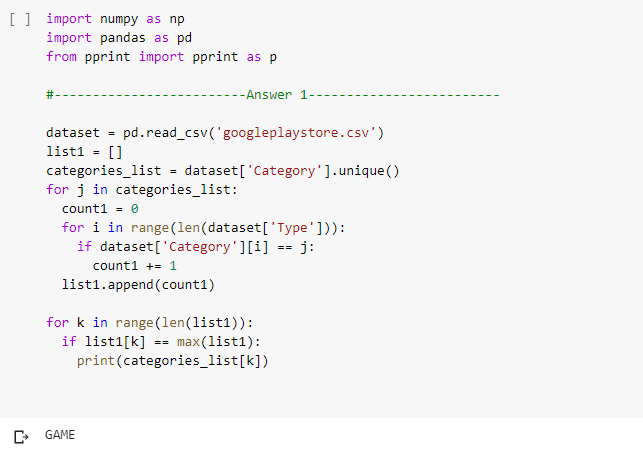 [ ] import numpy as np
import pandas as pd
from pprint import pprint as p
#-------------------------Answer 1-------------------------
dataset = pd.read_csv('googleplaystore.csv')
list1 = []
categories_list = dataset['Category'].unique()
for j in categories_list:
  count1 = 0
  for i in range(len(dataset['Type'])):
    if dataset['Category'][i] == j:
      count1 += 1
  list1.append(count1)
for k in range(len(list1)):
  if list1[k] == max(list1):
    print(categories_list[k])
GAME